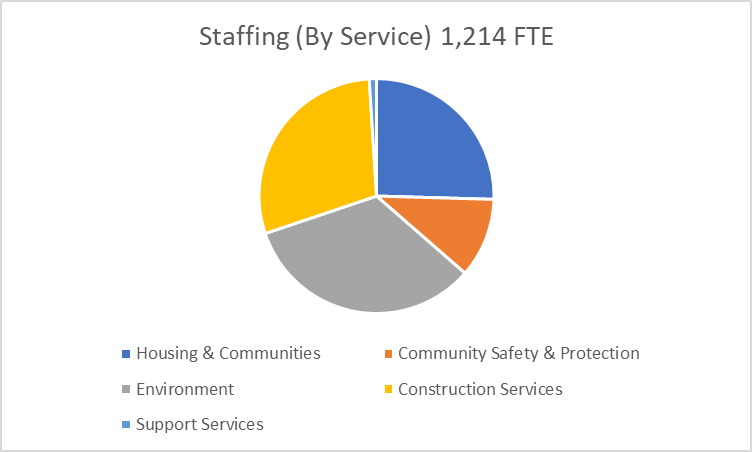 Staffing (By Service) 1,214 FTE
Housing & Communities
Community Safety & Protection
Environment
Construction Services
Support Services